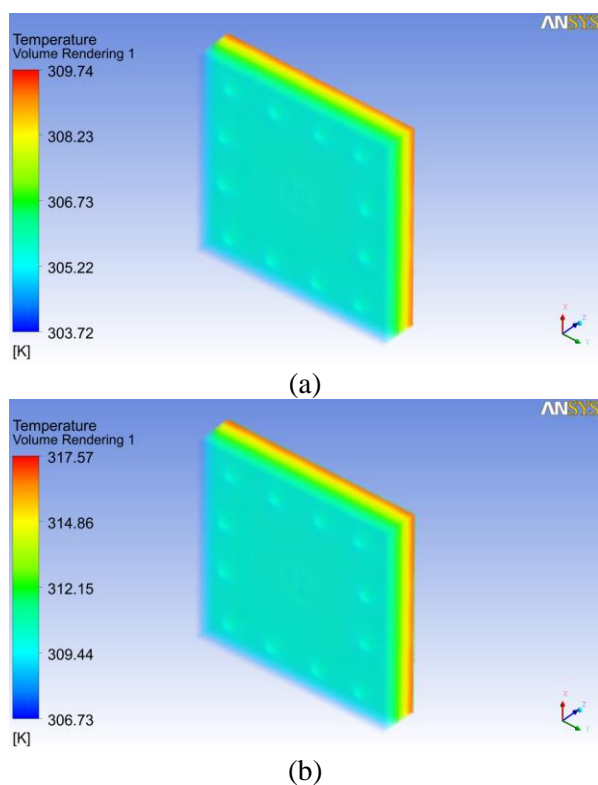 ANSYS
Temperature
Volume Rendering 1
309.74
308.23
306.73
305.22
303.72
[K]
X
Z
Y
(a)
ANSYS
Temperature
Volume Rendering 1
317.57
314.86
312.15
309.44
306.73
[K]
X
Z
Y
(b)